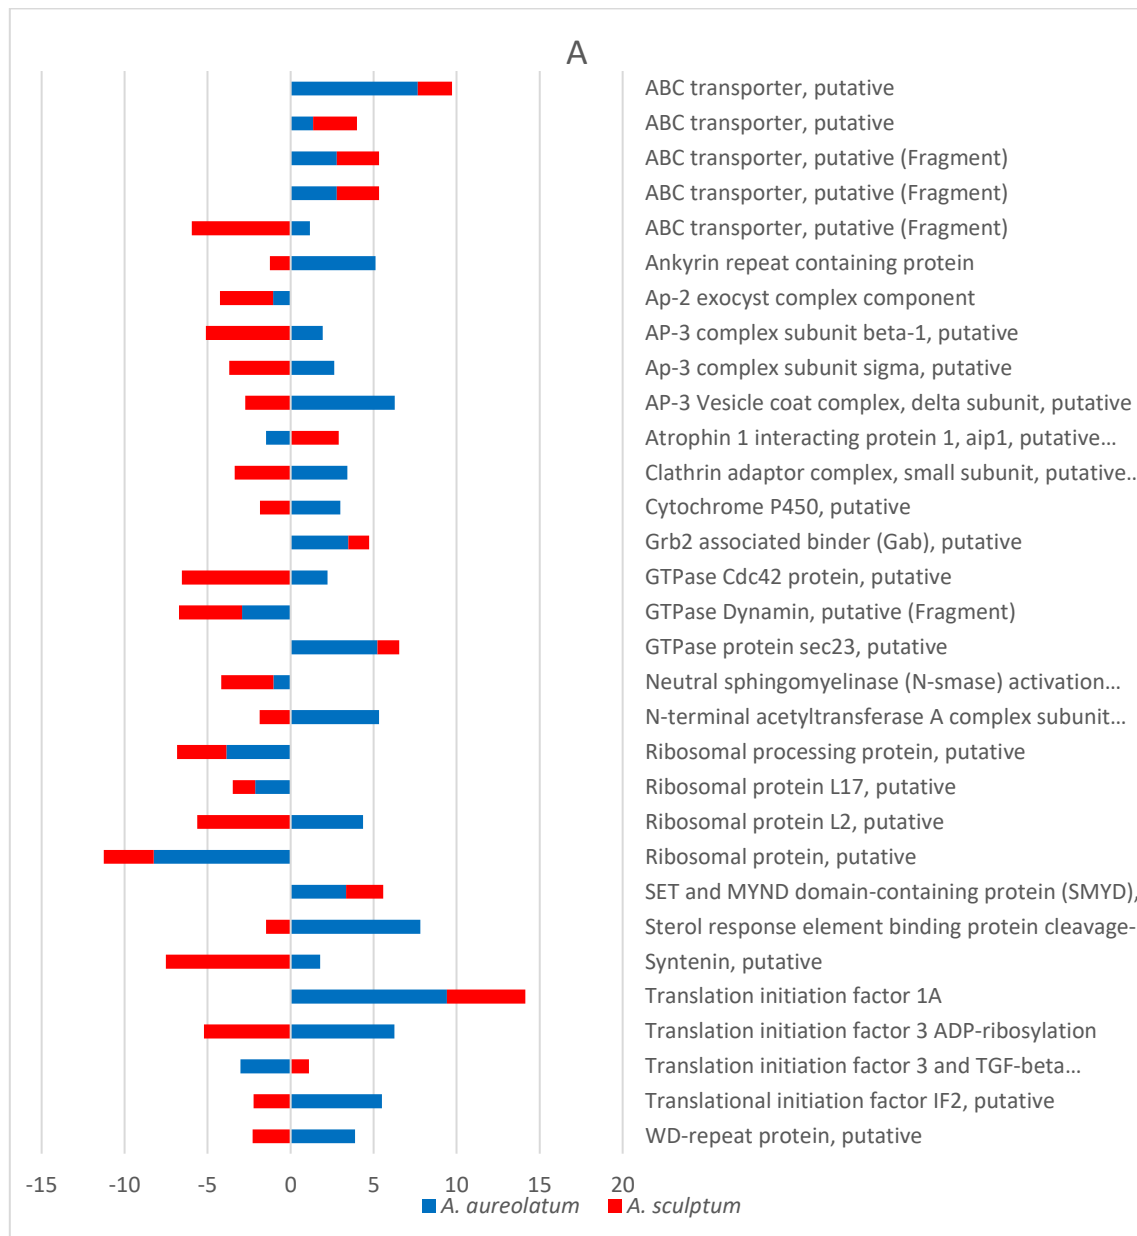 A
ABC transporter, putative
ABC transporter, putative
ABC transporter, putative (Fragment)
ABC transporter, putative (Fragment)
ABC transporter, putative (Fragment)
Ankyrin repeat containing protein
Ap-2 exocyst complex component
AP-3 complex subunit beta-1, putative
Ap-3 complex subunit sigma, putative
AP-3 Vesicle coat complex, delta subunit, putative
Atrophin 1 interacting protein 1, aip1, putative...
Clathrin adaptor complex, small subunit, putative..
Cytochrome P450, putative
Grb2 associated binder (Gab), putative
GTPase Cdc42 protein, putative
GTPase Dynamin, putative (Fragment)
GTPase protein sec23, putative
Neutral sphingomyelinase (N-smase) activation...
N-terminal acetyltransferase A complex subunit...
Ribosomal processing protein, putative
Ribosomal protein L17, putative
Ribosomal protein L2, putative
Ribosomal protein, putative
SET and MYND domain-containing protein (SMYD),
Sterol response element binding protein cleavage-
Syntenin, putative
Translation initiation factor 1A
Translation initiation factor 3 ADP-ribosylation
Translation initiation factor 3 and TGF-beta...
Translational initiation factor IF2, putative
WD-repeat protein, putative
-15 -10 -5 0 5 10 15 20
A. aureolatum A. sculptum